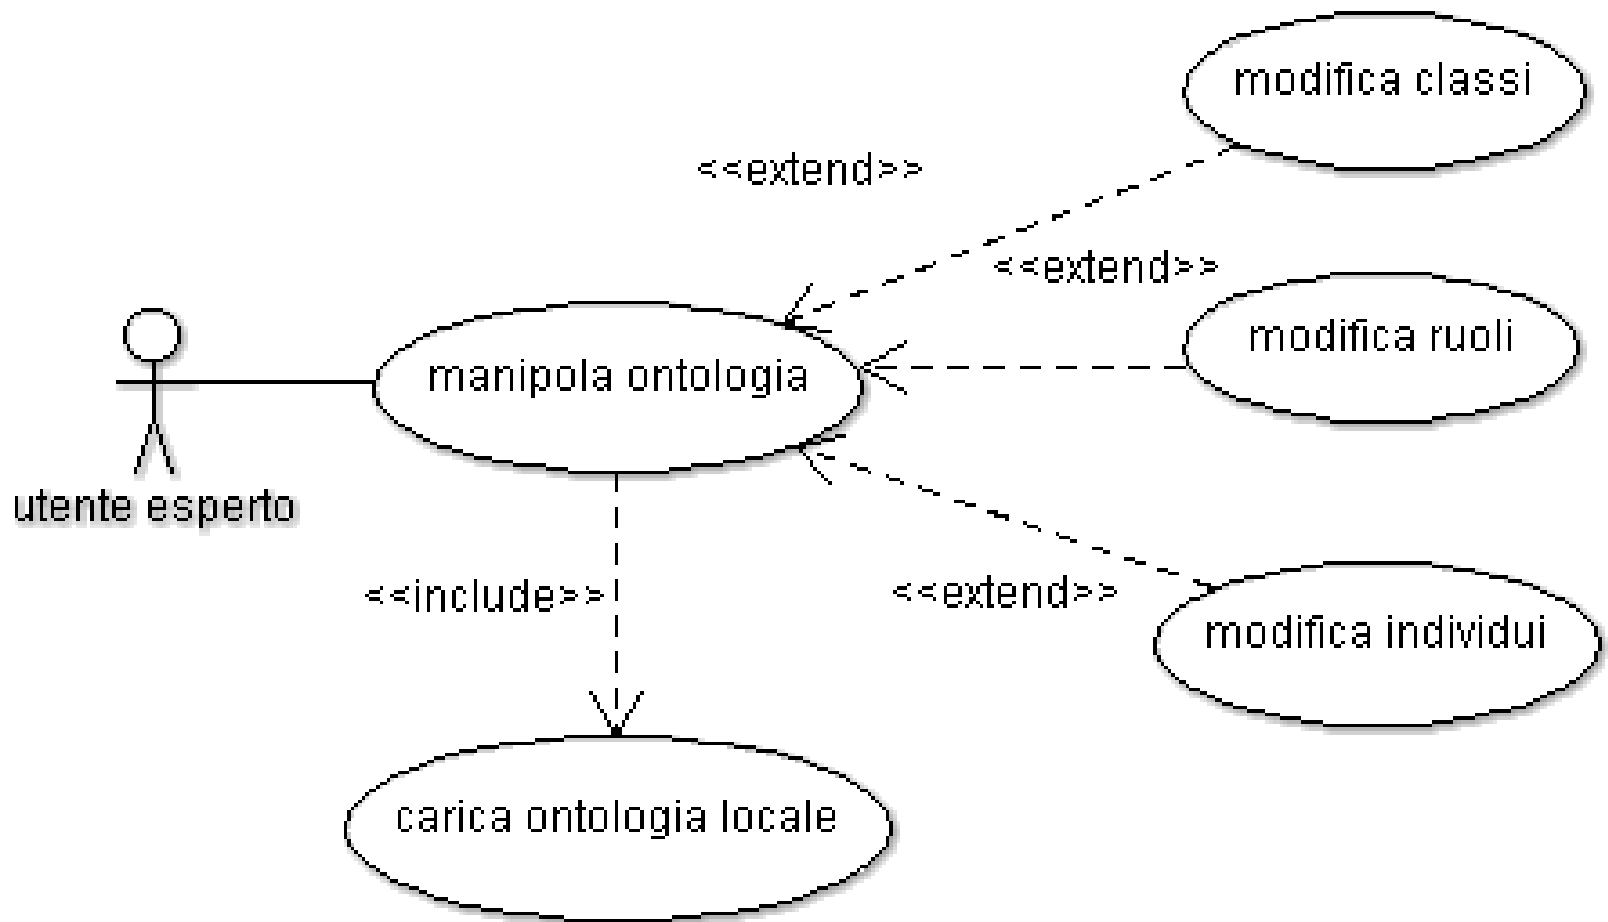 modifica classi
<<extend>>
<<extend>>
modifica ruoli
manipola ontologia
utente esperto
<<include>>
<<extend>>
modifica individui
carica ontologia locale